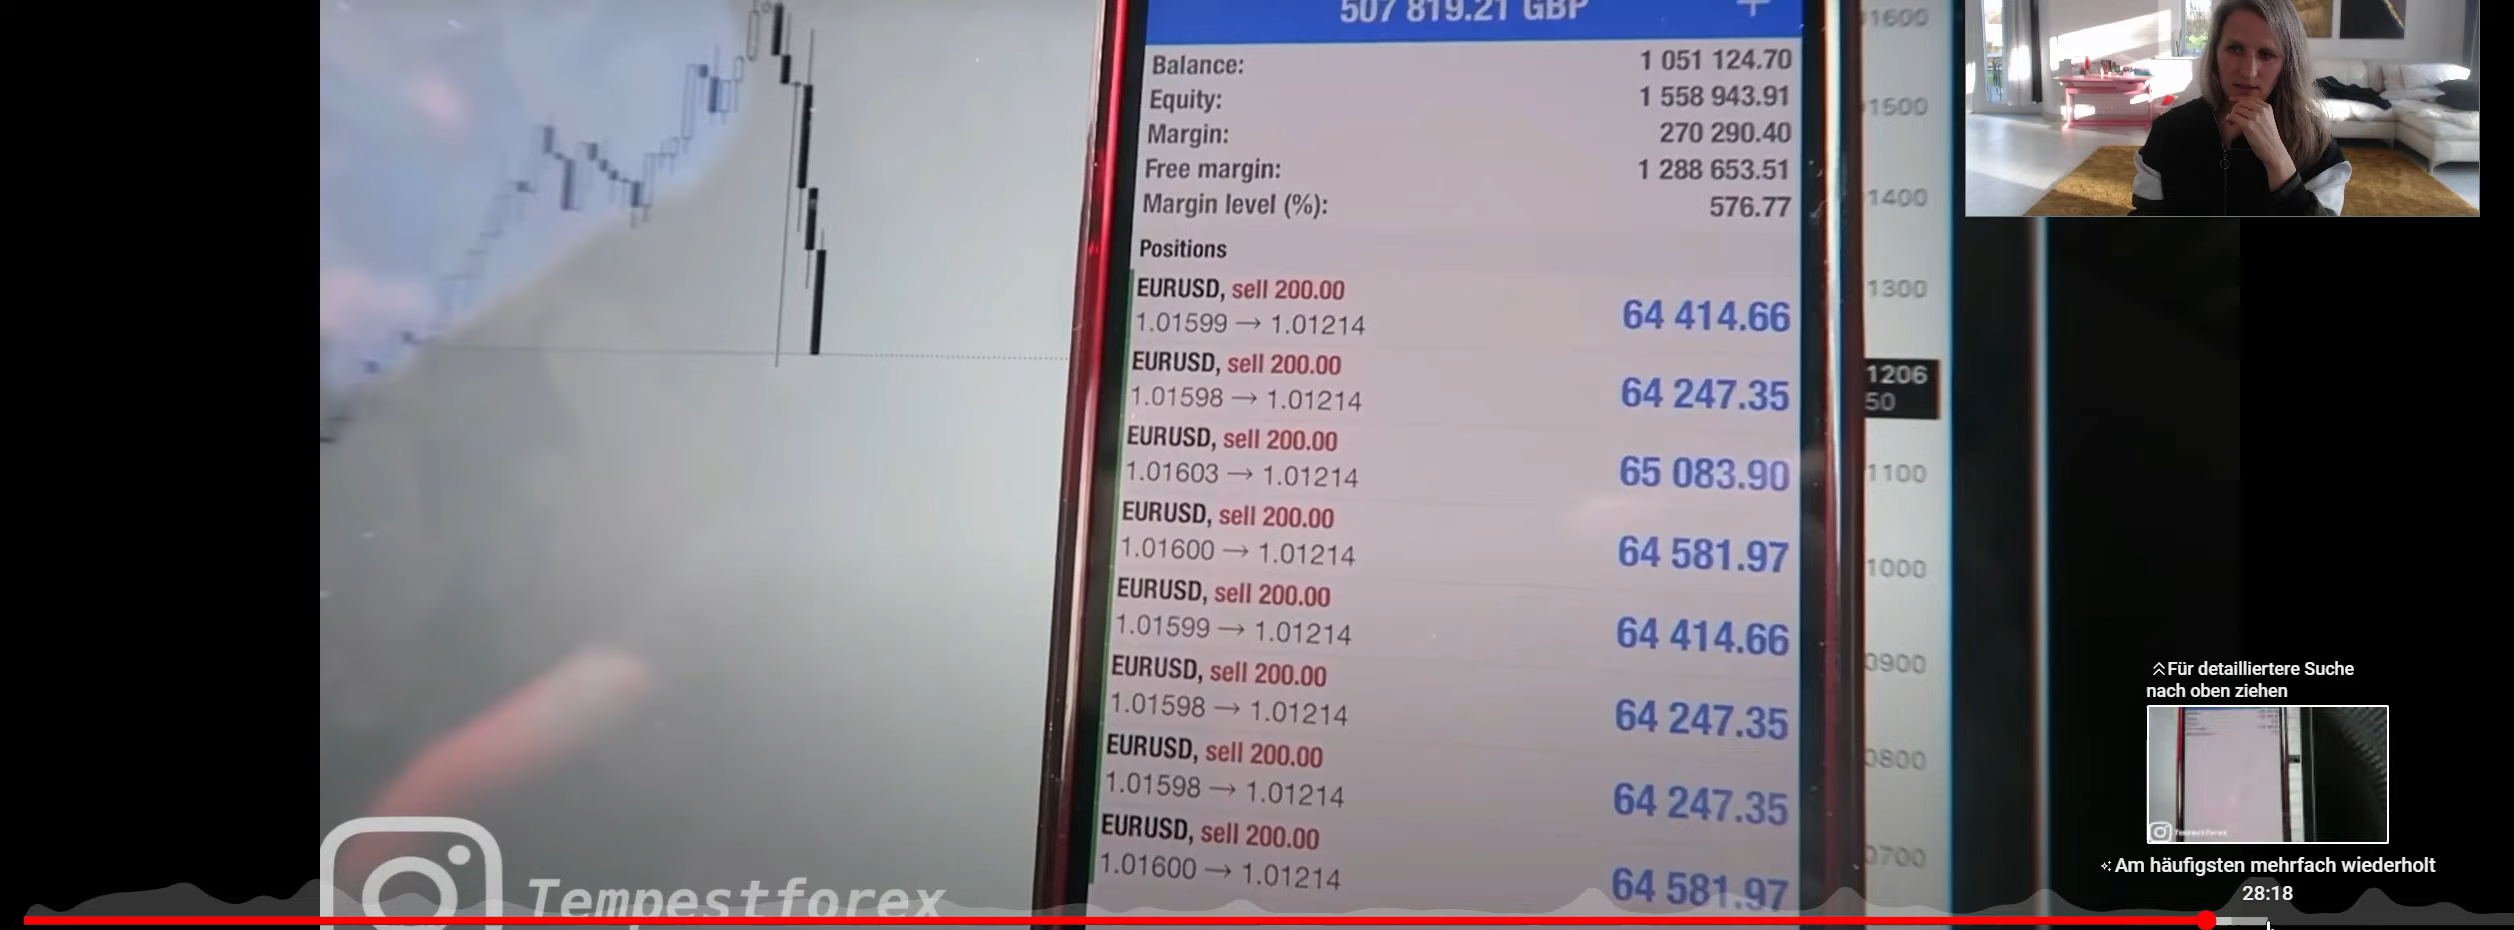 507 819.21 GBP
Balance: 1 051 124.70
Equity: 1 558 943.91
Margin: 270 290.40
Free margin: 1 288 653.51
Margin level (%): 576.77
Positions
EURUSD, sell 200.00
1.01599 → 1.01214
64 414.66
EURUSD, sell 200.00
1.01598 → 1.01214
64 247.35
EURUSD, sell 200.00
1.01603 → 1.01214
65 083.90
EURUSD, sell 200.00
1.01600 → 1.01214
64 581.97
EURUSD, sell 200.00
1.01599 → 1.01214
64 414.66
EURUSD, sell 200.00
1.01598 → 1.01214
64 247.35
EURUSD, sell 200.00
1.01598 → 1.01214
64 247.35
EURUSD, sell 200.00
1.01600 → 1.01214
64 581.97
1600
1500
1400
1300
1206
50
1100
1000
0900
0800
0700
Tempestforex
Für detailliertere Suche
nach oben ziehen
Am häufigsten mehrfach wiederholt
28:18